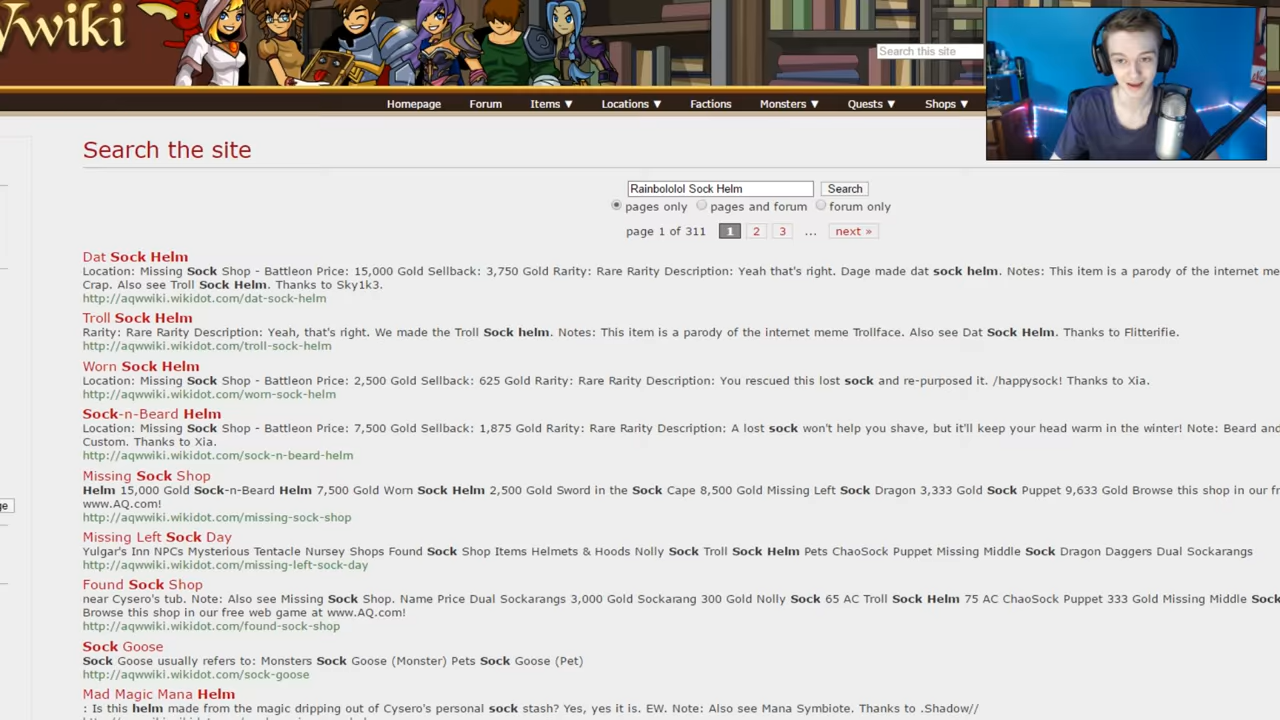 wiki
Search this site
Homepage Forum Items ▼ Locations ▼ Factions Monsters ▼ Quests ▼ Shops ▼
Search the site
Rainbololol Sock Helm Search
pages only pages and forum forum only
page 1 of 311 1 2 3 ... next »
Dat Sock Helm
Location: Missing Sock Shop - Battleon Price: 15,000 Gold Sellback: 3,750 Gold Rarity: Rare Rarity Description: Yeah that's right. Dage made dat sock helm. Notes: This item is a parody of the internet me
Crap. Also see Troll Sock Helm. Thanks to Sky1k3.
http://aqwwiki.wikidot.com/dat-sock-helm
Troll Sock Helm
Rarity: Rare Rarity Description: Yeah, that's right. We made the Troll Sock helm. Notes: This item is a parody of the internet meme Trollface. Also see Dat Sock Helm. Thanks to Flitterifie.
http://aqwwiki.wikidot.com/troll-sock-helm
Worn Sock Helm
Location: Missing Sock Shop - Battleon Price: 2,500 Gold Sellback: 625 Gold Rarity: Rare Rarity Description: You rescued this lost sock and re-purposed it. /happysock! Thanks to Xia.
http://aqwwiki.wikidot.com/worn-sock-helm
Sock-n-Beard Helm
Location: Missing Sock Shop - Battleon Price: 7,500 Gold Sellback: 1,875 Gold Rarity: Rare Rarity Description: A lost sock won't help you shave, but it'll keep your head warm in the winter! Note: Beard and
Custom. Thanks to Xia.
http://aqwwiki.wikidot.com/sock-n-beard-helm
Missing Sock Shop
Helm 15,000 Gold Sock-n-Beard Helm 7,500 Gold Worn Sock Helm 2,500 Gold Sword in the Sock Cape 8,500 Gold Missing Left Sock Dragon 3,333 Gold Sock Puppet 9,633 Gold Browse this shop in our fr
www.AQ.com!
http://aqwwiki.wikidot.com/missing-sock-shop
Missing Left Sock Day
Yulgar's Inn NPCs Mysterious Tentacle Nursey Shops Found Sock Shop Items Helmets & Hoods Nolly Sock Troll Sock Helm Pets ChaoSock Puppet Missing Middle Sock Dragon Daggers Dual Sockarangs
http://aqwwiki.wikidot.com/missing-left-sock-day
Found Sock Shop
near Cysero's tub. Note: Also see Missing Sock Shop. Name Price Dual Sockarangs 3,000 Gold Sockarang 300 Gold Nolly Sock 65 AC Troll Sock Helm 75 AC ChaoSock Puppet 333 Gold Missing Middle Sock
Browse this shop in our free web game at www.AQ.com!
http://aqwwiki.wikidot.com/found-sock-shop
Sock Goose
Sock Goose usually refers to: Monsters Sock Goose (Monster) Pets Sock Goose (Pet)
http://aqwwiki.wikidot.com/sock-goose
Mad Magic Mana Helm
: Is this helm made from the magic dripping out of Cysero's personal sock stash? Yes, yes it is. EW. Note: Also see Mana Symbiote. Thanks to .Shadow//